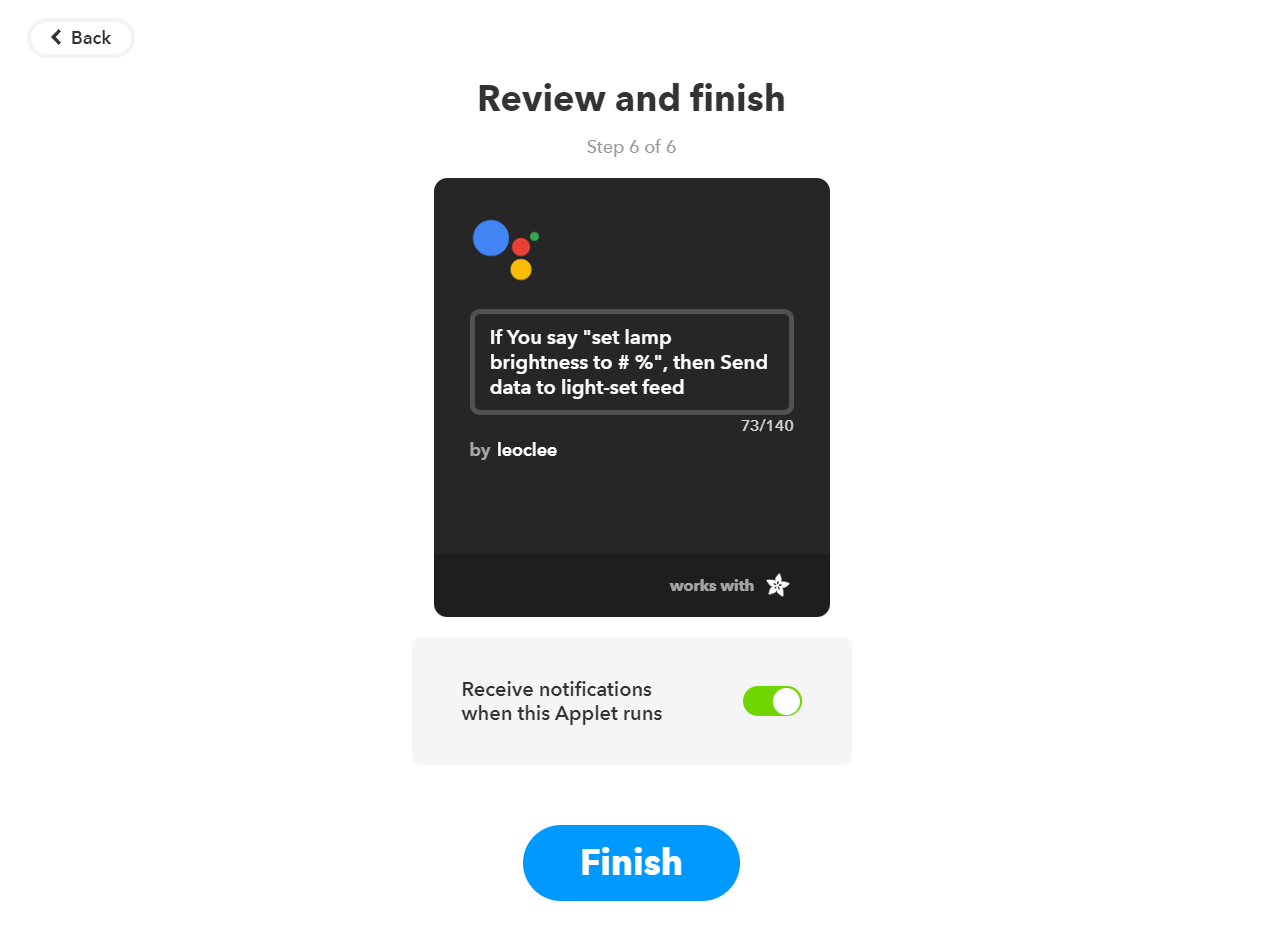 Back
Review and finish
Step 6 of 6
If You say "set lamp
brightness to # %", then Send
data to light-set feed
73/140
by leoclee
works with
Receive notifications
when this Applet runs
Finish